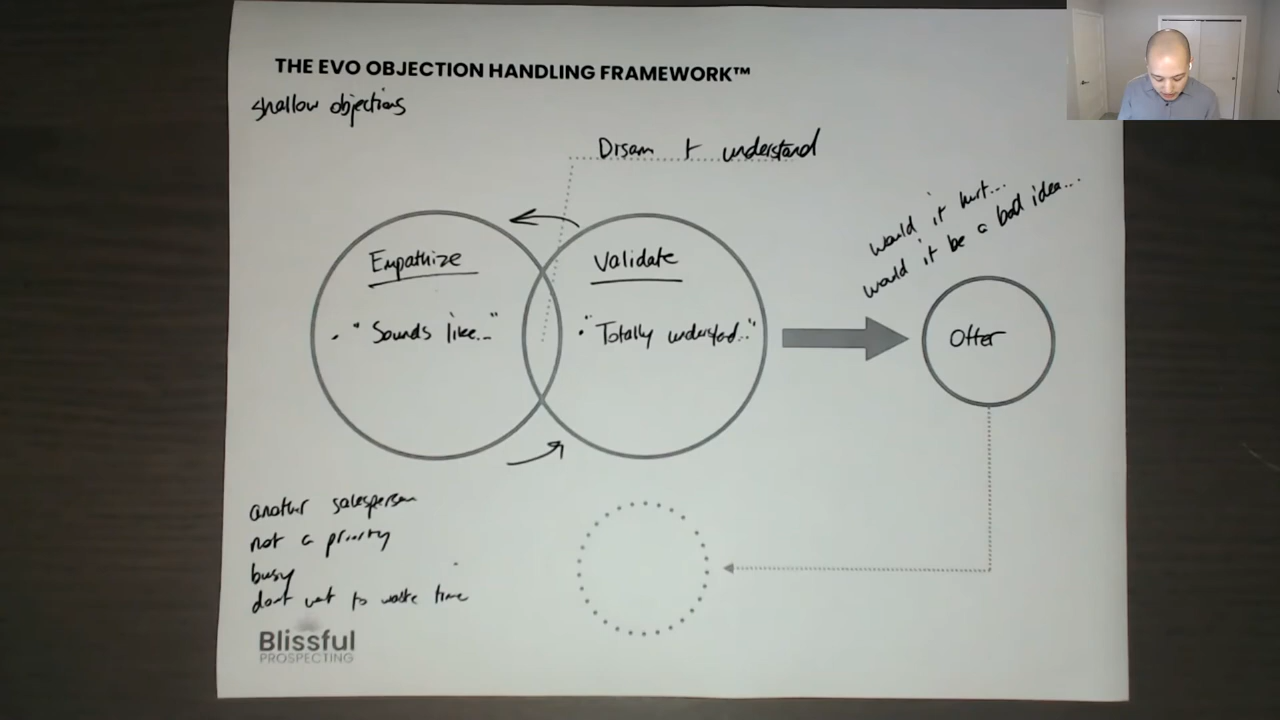 THE EVO OBJECTION HANDLING FRAMEWORK™
shallow objections
Disarm + understand
would it hurt...
would it be a bad idea...
Empathize
Validate
• "Sounds like..."
• "Totally understand..."
Offer
another salesperson
not a priority
busy
dont want to waste time
Blissful
PROSPECTING